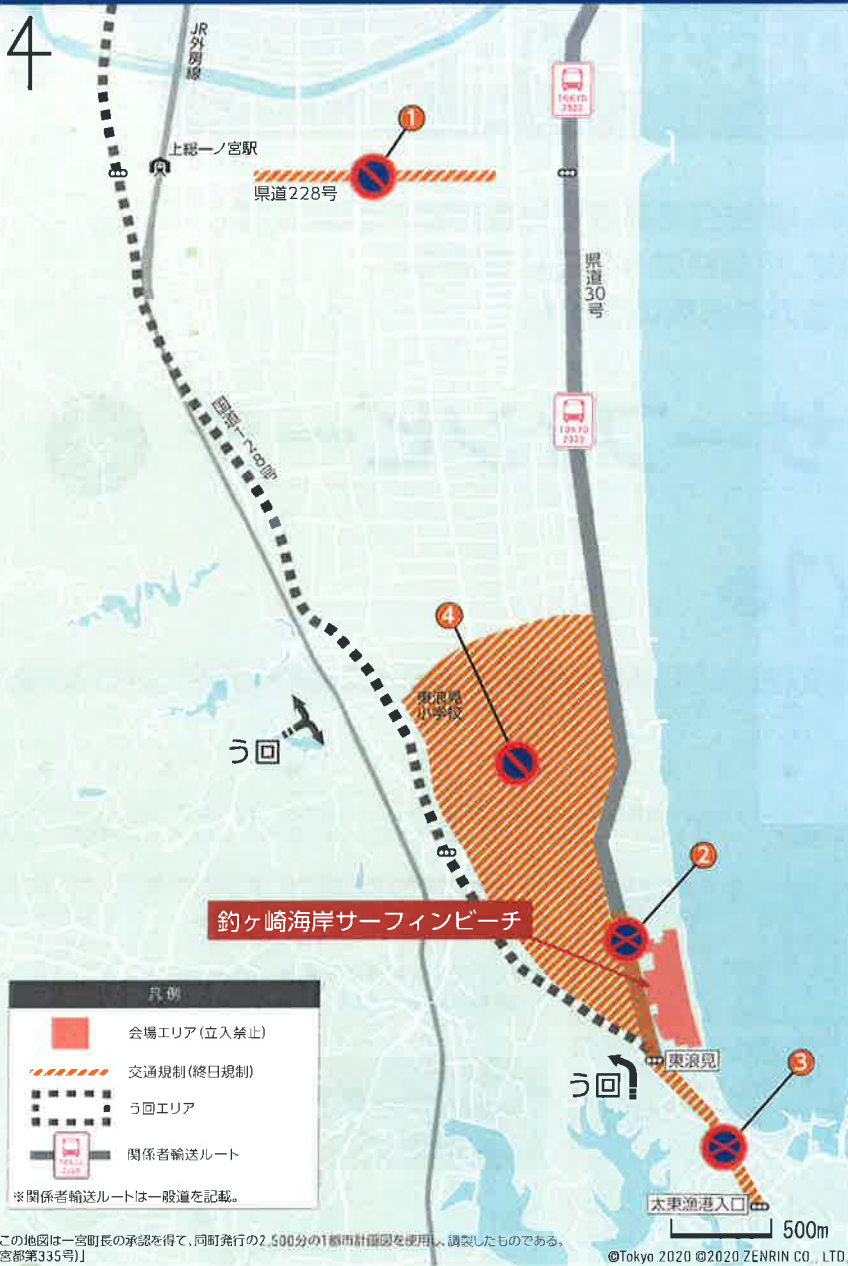 JR外房線
TOKYO
2020
①
上総一ノ宮駅
県道228号
県道30号
TOKYO
2020
国道128号
④
東浪見
小学校
う回
②
釣ヶ崎海岸サーフィンビーチ
凡例
会場エリア(立入禁止)
交通規制(終日規制)
う回エリア
関係者輸送ルート
※関係者輸送ルートは一般道を記載。
東浪見
③
う回
太東漁港入口
500m
この地図は一宮町長の承認を得て、同町発行の2,500分の1都市計画図を使用し、調製したものである。
宮都第335号)」
©Tokyo 2020 ©2020 ZENRIN CO., LTD.